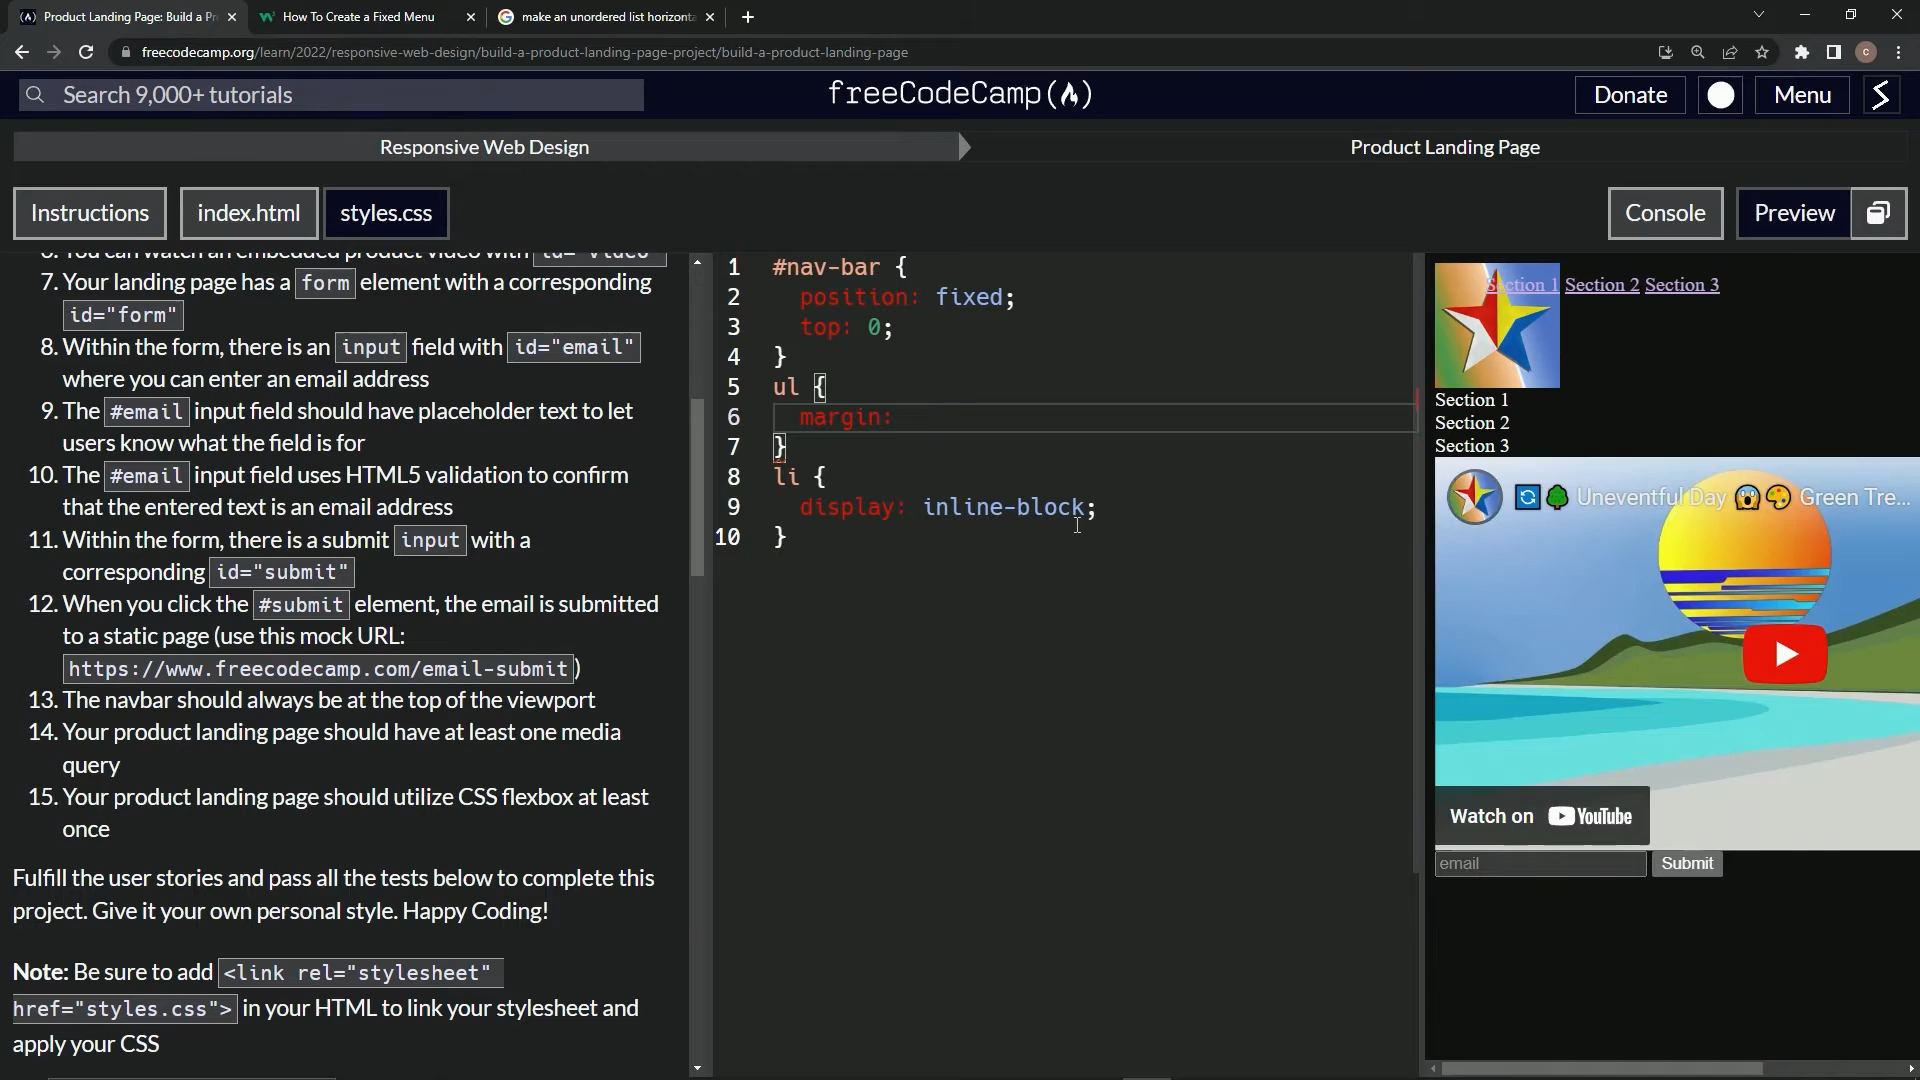 Product Landing Page: Build a Pr
How To Create a Fixed Menu
make an unordered list horizonta
freecodecamp.org/learn/2022/responsive-web-design/build-a-product-landing-page-project/build-a-product-landing-page
c
Search 9,000+ tutorials
freeCodeCamp(🔥)
Donate
Menu
Responsive Web Design
Product Landing Page
Instructions
index.html
styles.css
Console
Preview
6. You can watch an embedded product video with id="video"
7. Your landing page has a form element with a corresponding
id="form"
8. Within the form, there is an input field with id="email"
where you can enter an email address
9. The #email input field should have placeholder text to let
users know what the field is for
10. The #email input field uses HTML5 validation to confirm
that the entered text is an email address
11. Within the form, there is a submit input with a
corresponding id="submit"
12. When you click the #submit element, the email is submitted
to a static page (use this mock URL:
https://www.freecodecamp.com/email-submit)
13. The navbar should always be at the top of the viewport
14. Your product landing page should have at least one media
query
15. Your product landing page should utilize CSS flexbox at least
once
Fulfill the user stories and pass all the tests below to complete this
project. Give it your own personal style. Happy Coding!
Note: Be sure to add <link rel="stylesheet"
href="styles.css"> in your HTML to link your stylesheet and
apply your CSS
1 #nav-bar {
2 position: fixed;
3 top: 0;
4 }
5 ul {
6 margin:
7 }
8 li {
9 display: inline-block;
10 }
Section 1 Section 2 Section 3
Section 1
Section 2
Section 3
🔄🌳 Uneventful Day 😱🎨 Green Tre...
Watch on YouTube
email
Submit